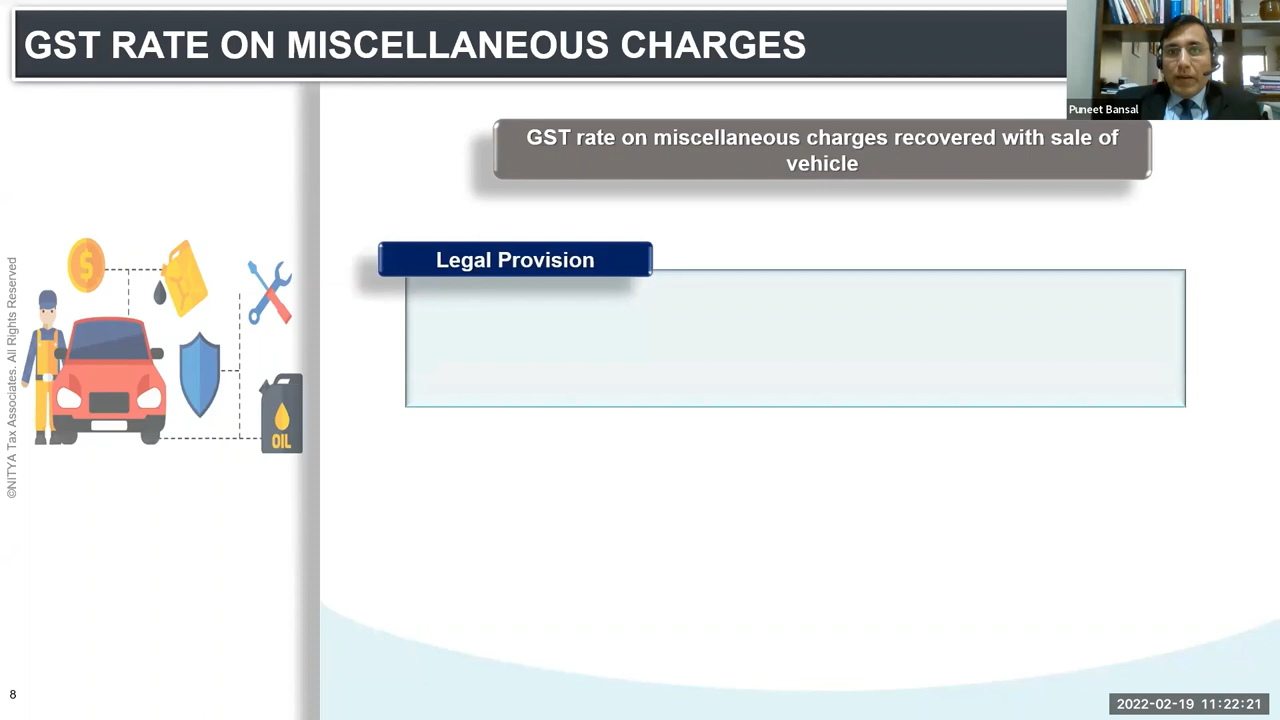 GST RATE ON MISCELLANEOUS CHARGES
Puneet Bansal
GST rate on miscellaneous charges recovered with sale of
vehicle
Legal Provision
$
OIL
©NITYA Tax Associates. All Rights Reserved
8
2022-02-19 11:22:21